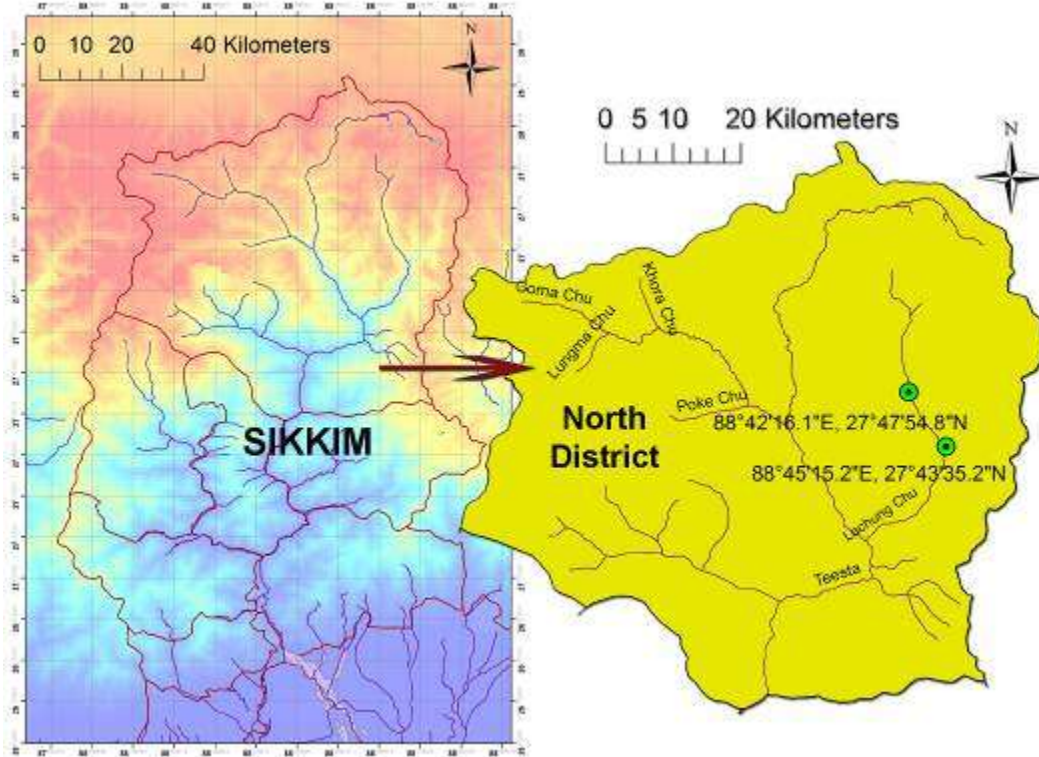 N
0 10 20 40 Kilometers
SIKKIM
N
0 5 10 20 Kilometers
Goma Chu
Khora Chu
Lungma Chu
Poke Chu
North
District
88°42'16.1"E, 27°47'54.8"N
88°45'15.2"E, 27°43'35.2"N
Lachung Chu
Teesta